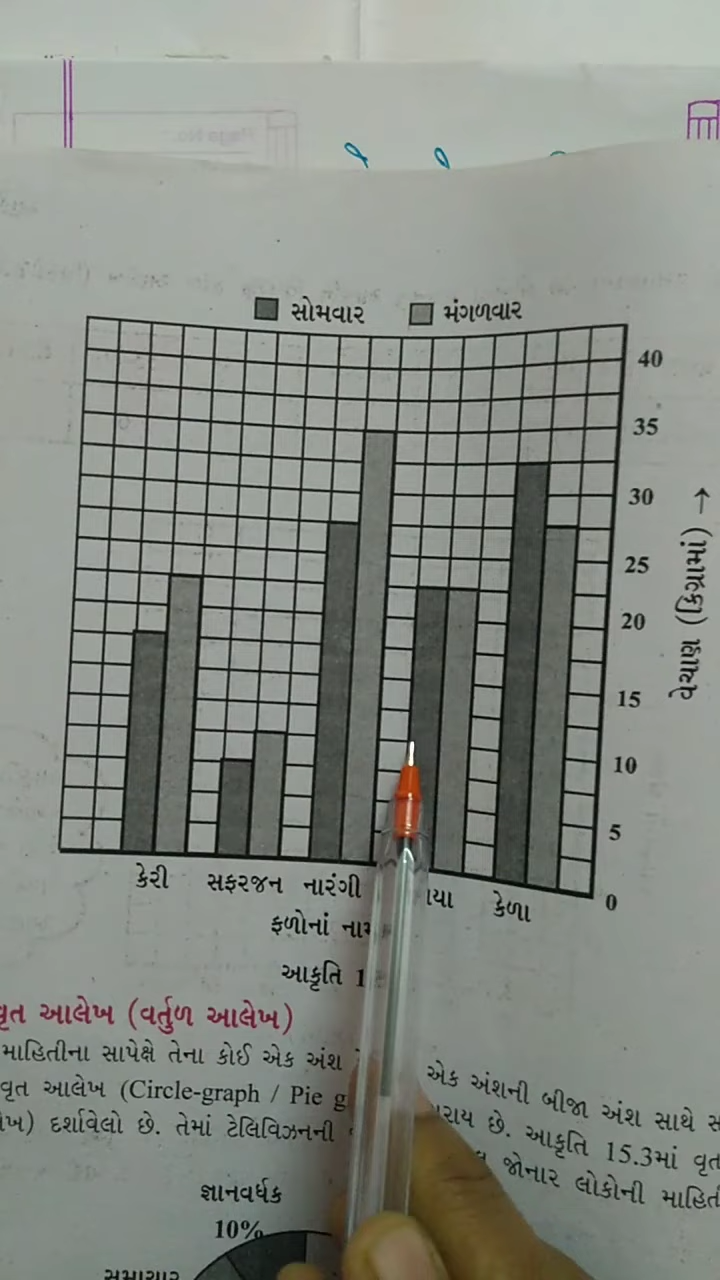 સોમવાર મંગળવાર
40
35
30
25
20
15
10
5
0
વેચાણ (કિગ્રામાં) →
કેરી સફરજન નારંગી કેળા
ફળોનાં
આકૃતિ
વૃત આલેખ (વર્તુળ આલેખ)
માહિતીના સાપેક્ષે તેના કોઈ એક અંશ એક અંશની બીજા અંશ સાથે
વૃત આલેખ (Circle-graph / Pie છે. આકૃતિ 15.3માં વૃત
દર્શાવેલો છે. તેમાં ટેલિવિઝનની જોનાર લોકોની
જ્ઞાનવર્ધક
10%
સમાચાર